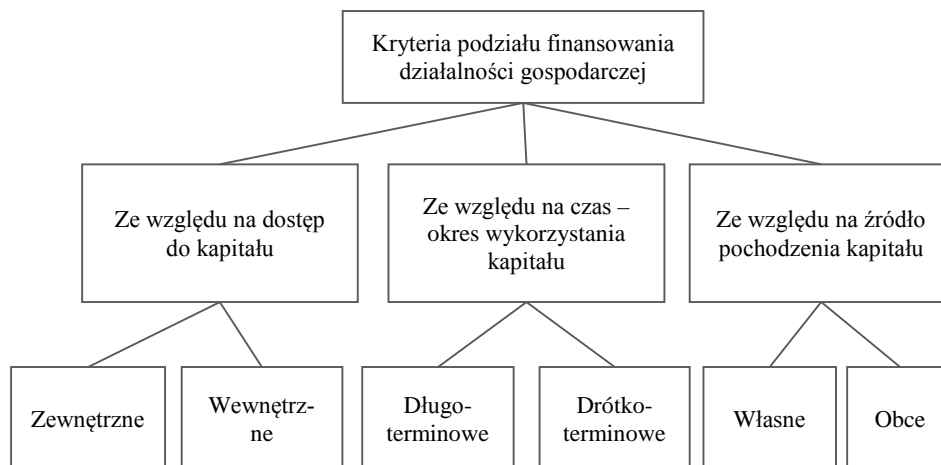 Kryteria podziału finansowania
działalności gospodarczej
Ze względu na dostęp
do kapitału
Ze względu na czas –
okres wykorzystania
kapitału
Ze względu na źródło
pochodzenia kapitału
Zewnętrzne
Wewnętrz-
ne
Długo-
terminowe
Drótko-
terminowe
Własne
Obce